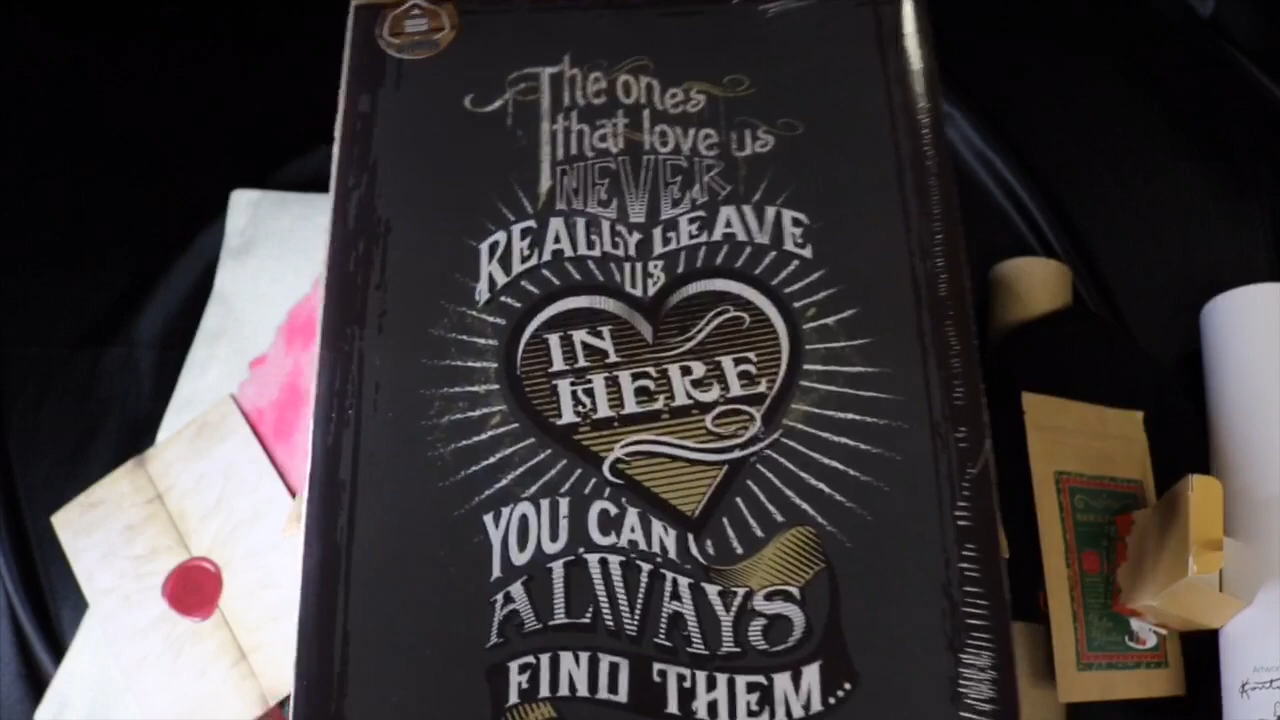 The ones
that love us
NEVER
REALLY LEAVE
US
IN
HERE
YOU CAN
ALWAYS
FIND THEM...